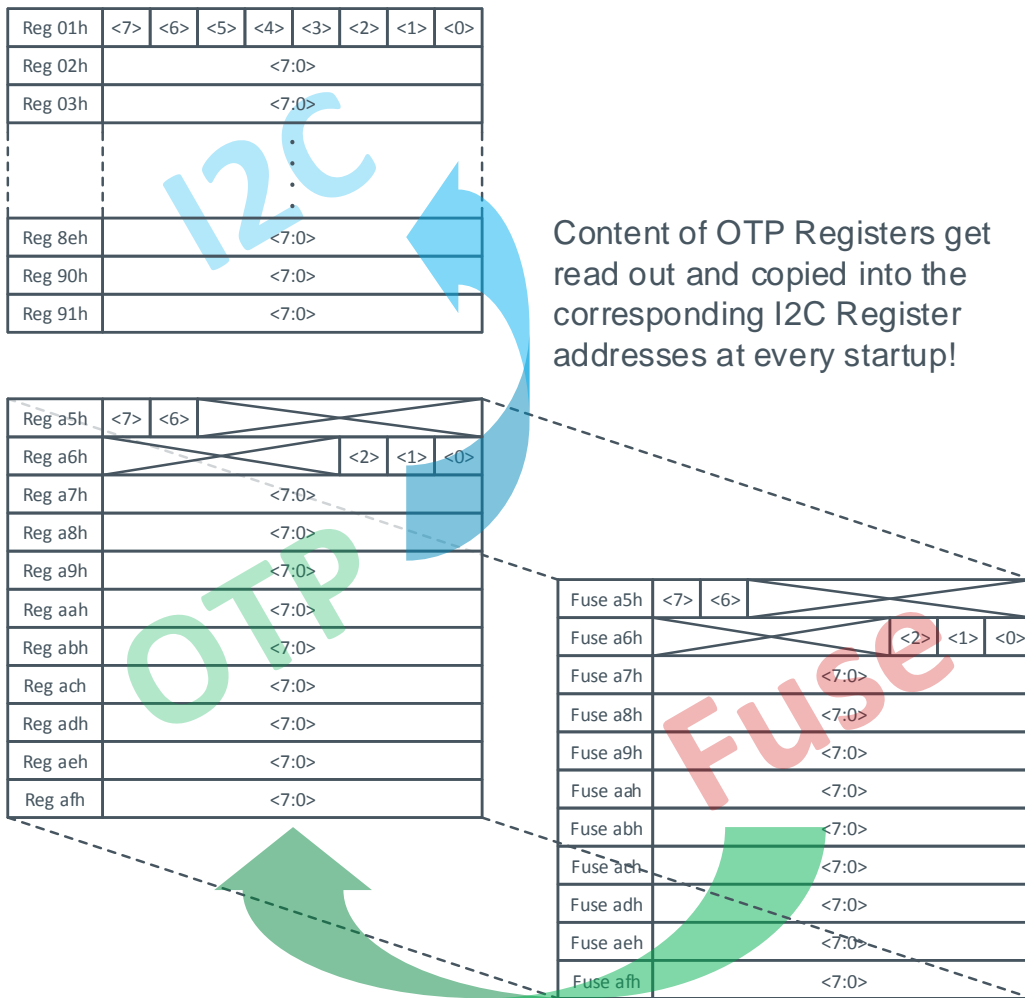 Reg 01h <7> <6> <5> <4> <3> <2> <1> <0>
Reg 02h <7:0>
Reg 03h <7:0>
I2C
Reg 8eh <7:0>
Reg 90h <7:0>
Reg 91h <7:0>
Content of OTP Registers get
read out and copied into the
corresponding I2C Register
addresses at every startup!
Reg a5h <7> <6>
Reg a6h <2> <1> <0>
Reg a7h <7:0>
Reg a8h <7:0>
Reg a9h <7:0>
Reg aah <7:0>
Reg abh <7:0>
Reg ach <7:0>
Reg adh <7:0>
Reg aeh <7:0>
Reg afh <7:0>
OTP
Fuse a5h <7> <6>
Fuse a6h <2> <1> <0>
Fuse a7h <7:0>
Fuse a8h <7:0>
Fuse a9h <7:0>
Fuse aah <7:0>
Fuse abh <7:0>
Fuse ach <7:0>
Fuse adh <7:0>
Fuse aeh <7:0>
Fuse afh <7:0>
Fuse